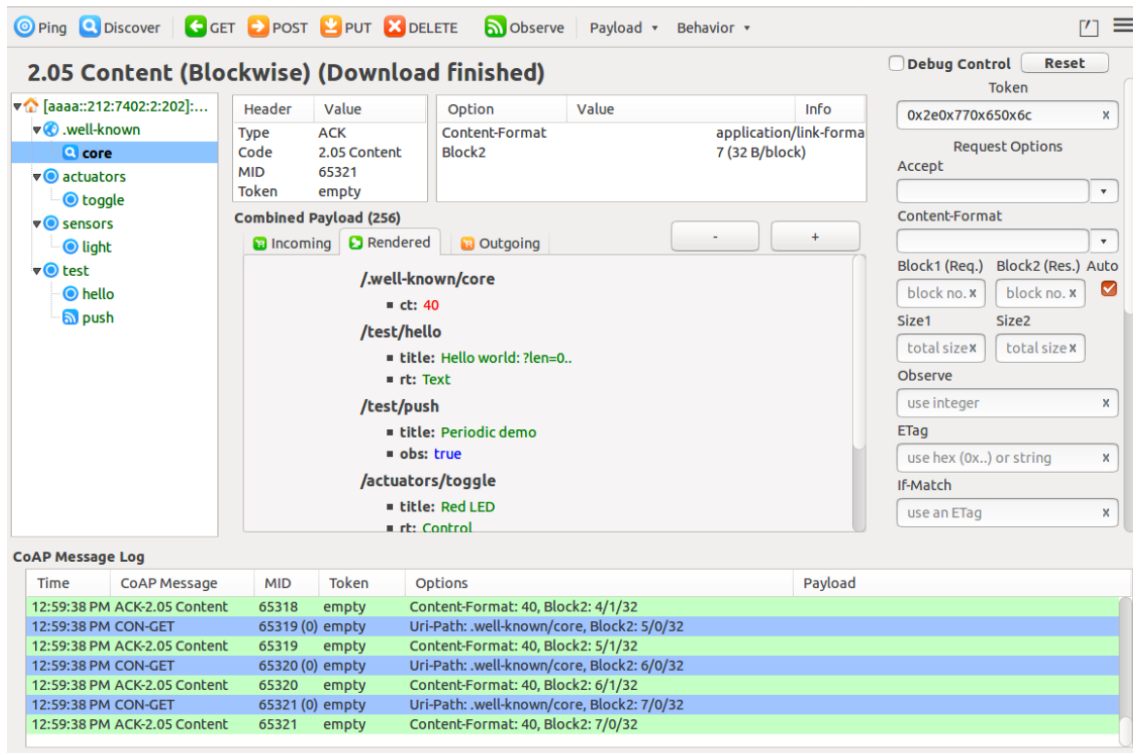 Ping Discover GET POST PUT DELETE Observe Payload Behavior
2.05 Content (Blockwise) (Download finished)
[aaaa::212:7402:2:202]:...
.well-known
core
actuators
toggle
sensors
light
test
hello
push
Header Value
Type ACK
Code 2.05 Content
MID 65321
Token empty
Option Value Info
Content-Format application/link-forma
Block2 7 (32 B/block)
Combined Payload (256)
- +
Incoming Rendered Outgoing
/.well-known/core
ct: 40
/test/hello
title: Hello world: ?len=0..
rt: Text
/test/push
title: Periodic demo
obs: true
/actuators/toggle
title: Red LED
rt: Control
Debug Control Reset
Token
0x2e0x770x650x6c x
Request Options
Accept
Content-Format
Block1 (Req.) Block2 (Res.) Auto
block no. x block no. x
Size1 Size2
total size x total size x
Observe
use integer x
ETag
use hex (0x..) or string x
If-Match
use an ETag x
CoAP Message Log
Time CoAP Message MID Token Options Payload
12:59:38 PM ACK-2.05 Content 65318 empty Content-Format: 40, Block2: 4/1/32
12:59:38 PM CON-GET 65319 (0) empty Uri-Path: .well-known/core, Block2: 5/0/32
12:59:38 PM ACK-2.05 Content 65319 empty Content-Format: 40, Block2: 5/1/32
12:59:38 PM CON-GET 65320 (0) empty Uri-Path: .well-known/core, Block2: 6/0/32
12:59:38 PM ACK-2.05 Content 65320 empty Content-Format: 40, Block2: 6/1/32
12:59:38 PM CON-GET 65321 (0) empty Uri-Path: .well-known/core, Block2: 7/0/32
12:59:38 PM ACK-2.05 Content 65321 empty Content-Format: 40, Block2: 7/0/32